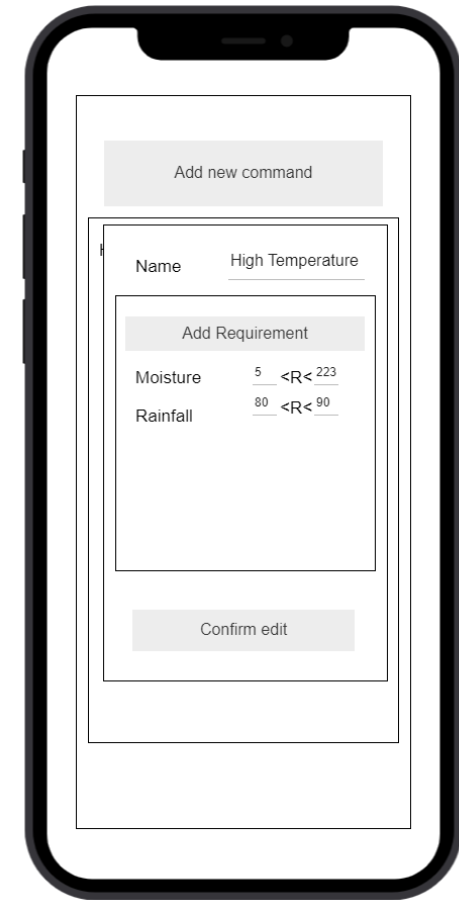 Add new command
Name High Temperature
Add Requirement
Moisture 5 <R< 223
Rainfall 80 <R< 90
Confirm edit